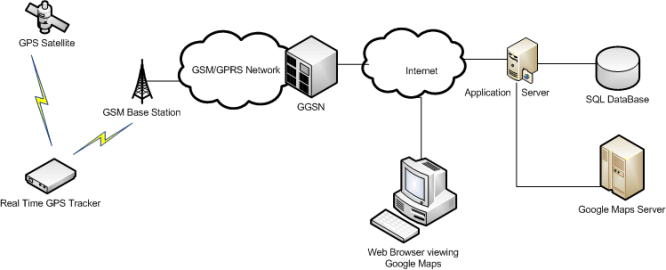 GPS Satellite
GSM/GPRS Network
Internet
GSM Base Station
GGSN
Application Server
SQL DataBase
Real Time GPS Tracker
Google Maps Server
Web Browser viewing
Google Maps